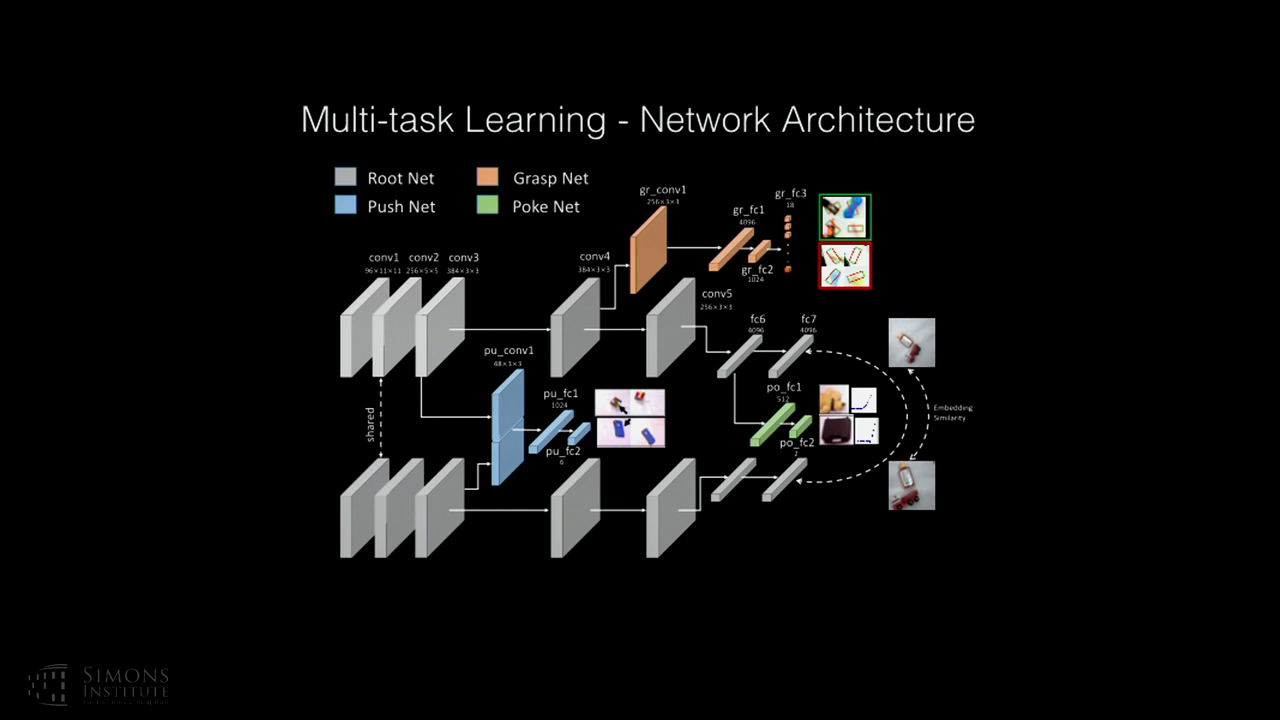 Multi-task Learning - Network Architecture
Root Net
Grasp Net
Push Net
Poke Net
gr_conv1
256×3×3
gr_fc1
4096
gr_fc2
1024
gr_fc3
18
conv1
96×11×11
conv2
256×5×5
conv3
384×3×3
conv4
384×3×3
conv5
256×3×3
fc6
4096
fc7
4096
pu_conv1
48×3×3
pu_fc1
1024
pu_fc2
6
po_fc1
512
po_fc2
2
shared
Embedding
Similarity
SIMONS
INSTITUTE